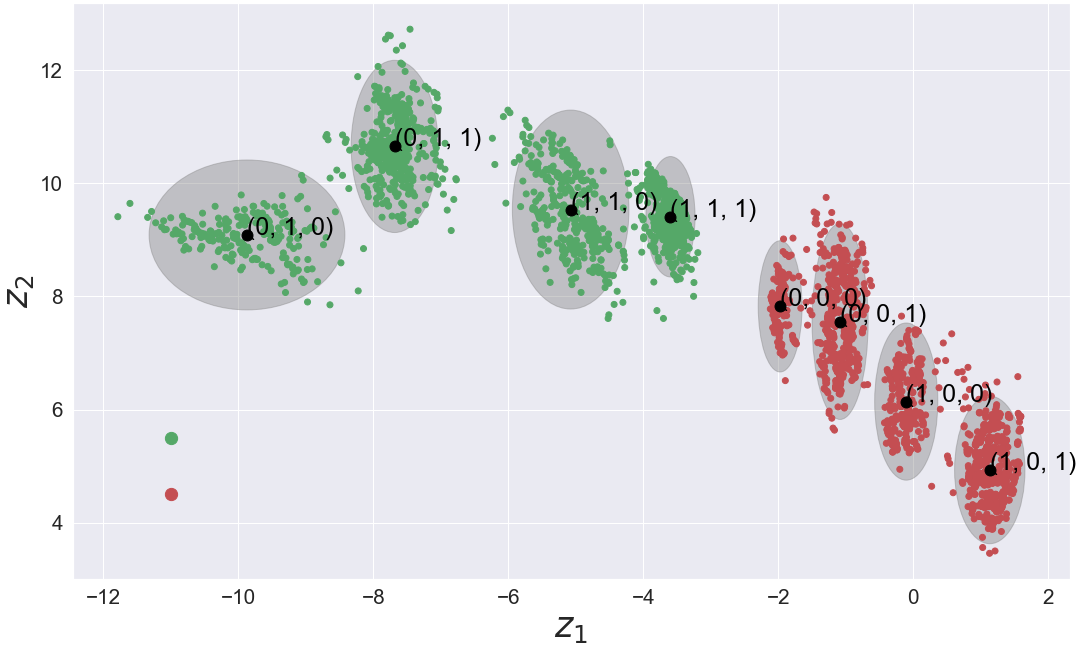 12
10
8
6
4
z₂
(0, 1, 1)
(0, 1, 0)
(1, 1, 0)
(1, 1, 1)
(0, 0, 0)
(0, 0, 1)
(1, 0, 0)
(1, 0, 1)
−12 −10 −8 −6 −4 −2 0 2
z₁